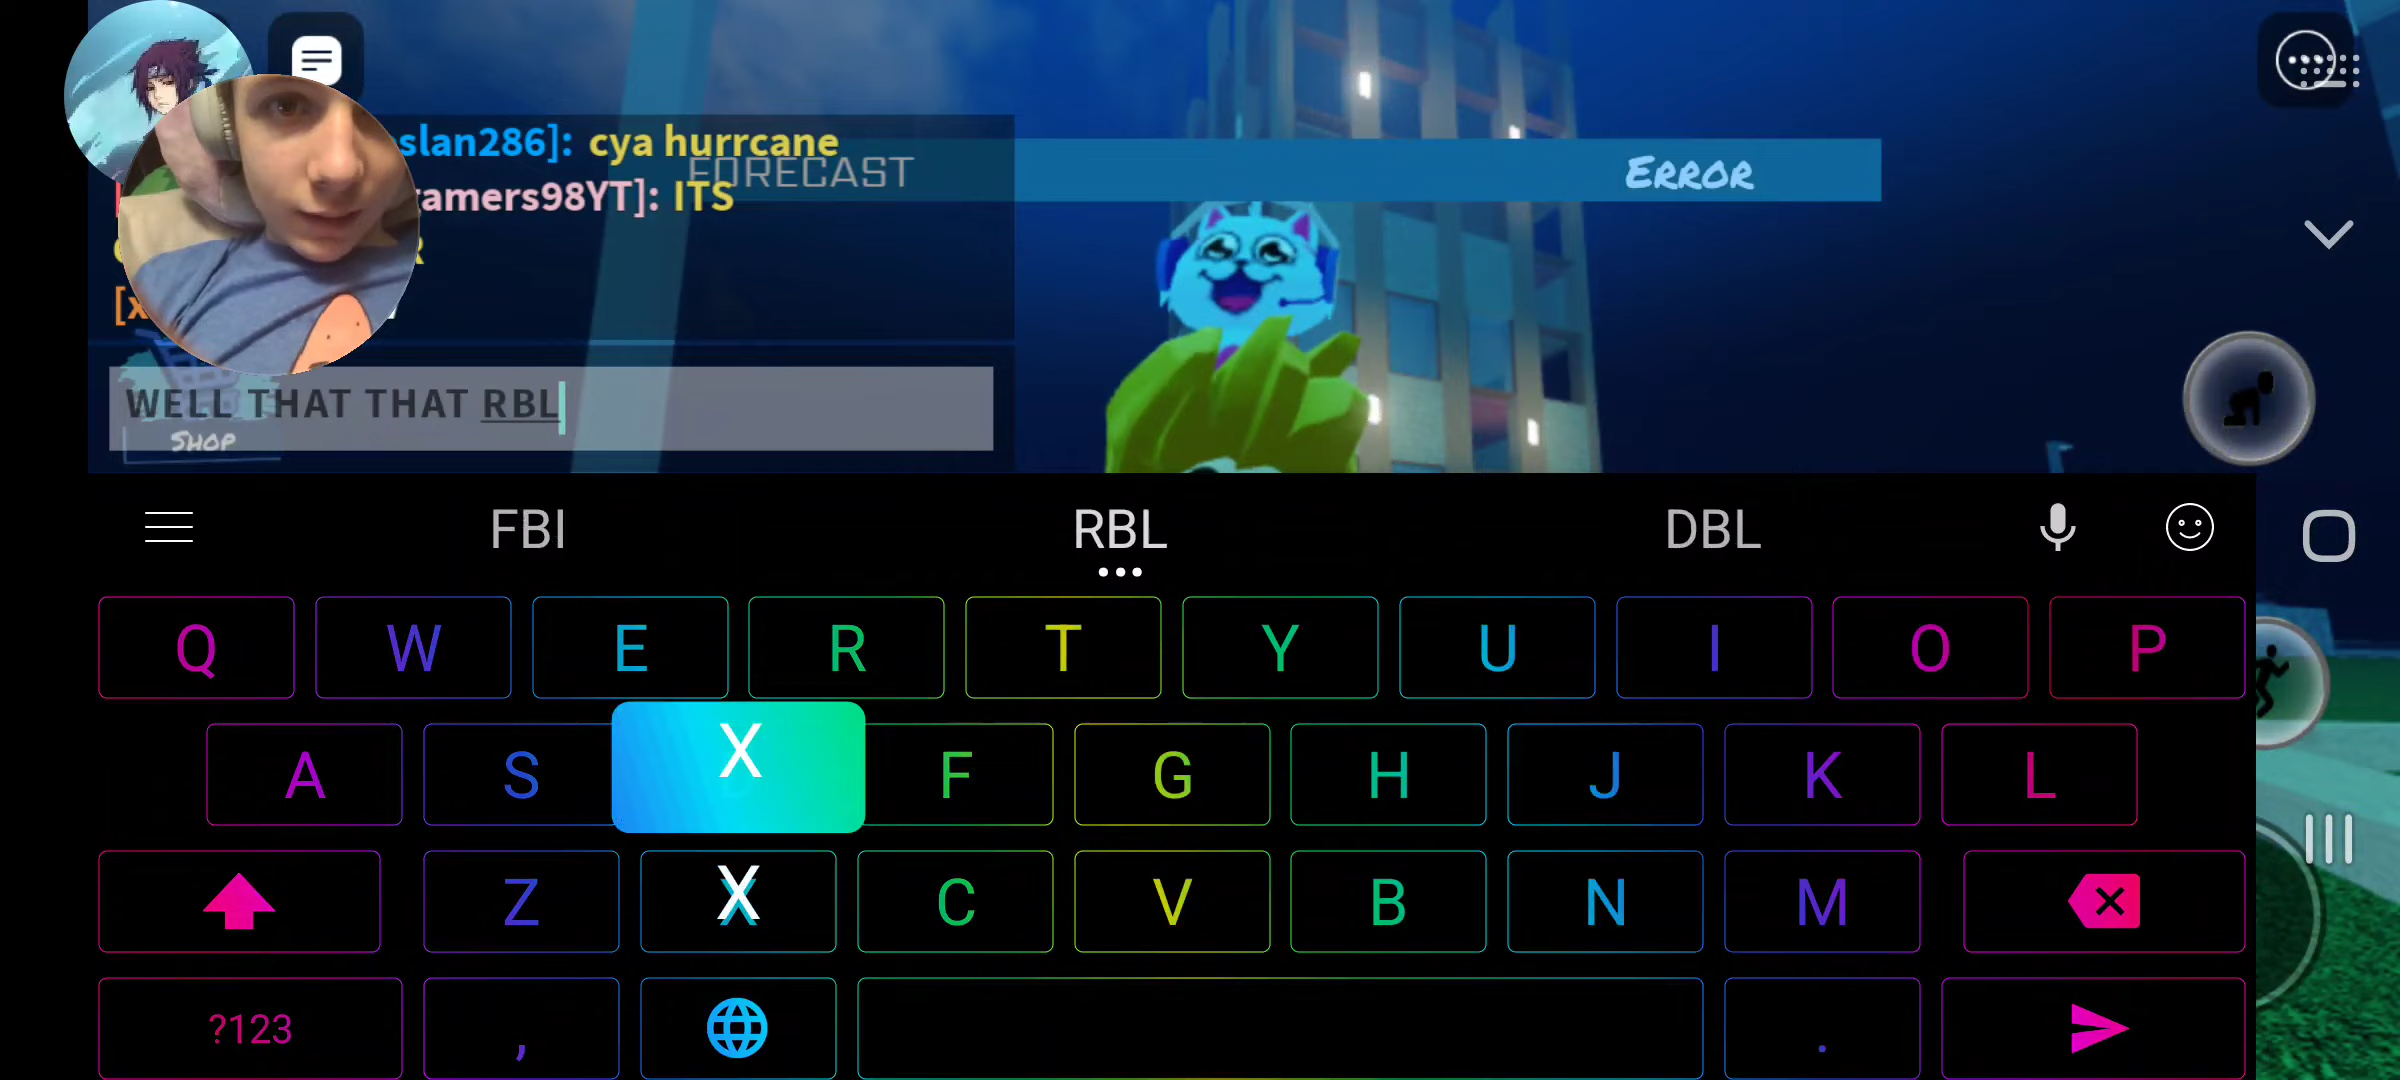 slan286]: cya hurrcane
FORECAST
ERROR
amers98YT]: ITS
R
[x
WELL THAT THAT RBL
SHOP
FBI RBL DBL
Q W E R T Y U I O P
A S X F G H J K L
Z X C V B N M
?123 , .